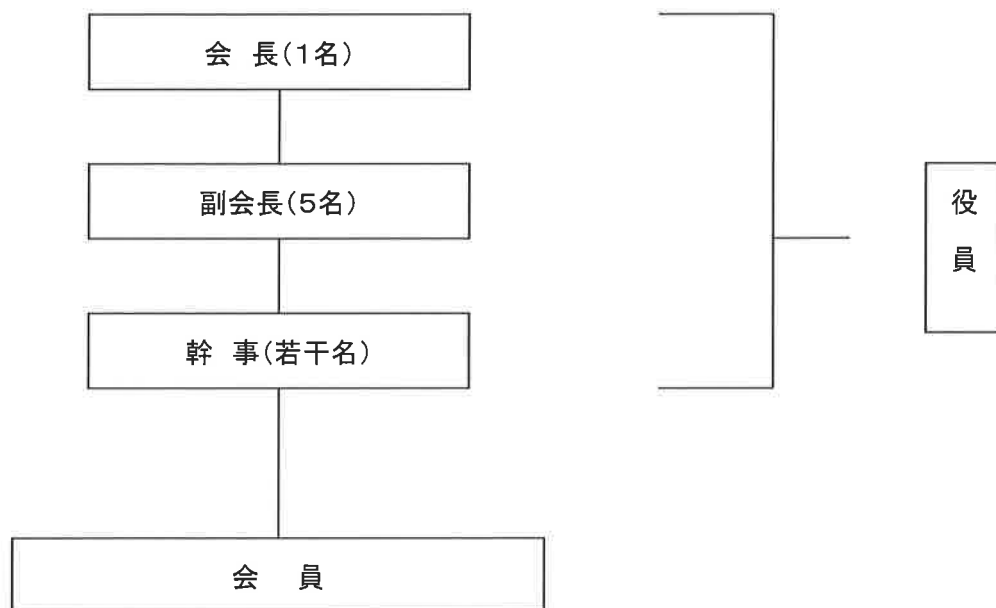 会 長(1名)
副会長(5名)
役
員
幹 事(若干名)
会 員